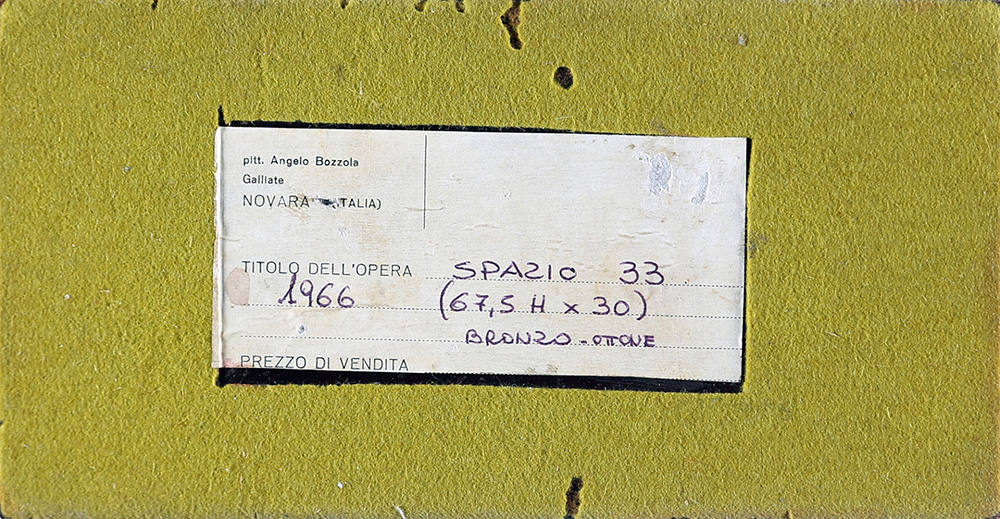 pitt. Angelo Bozzola
Galliate
NOVARA TALIA)
TITOLO DELL'OPERA SPAZIO 33
1966 (67,5 H x 30)
BRONZO - OTTONE
PREZZO DI VENDITA